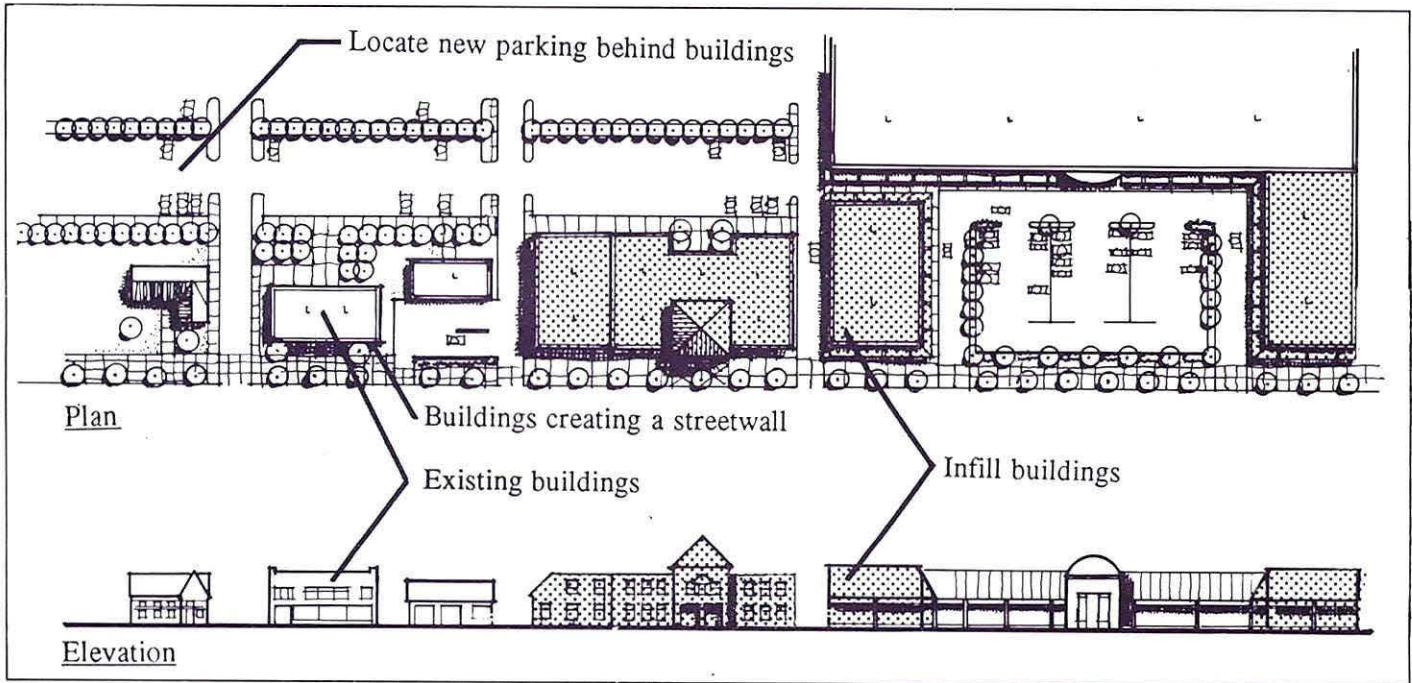 Locate new parking behind buildings
Plan
Buildings creating a streetwall
Existing buildings
Infill buildings
Elevation